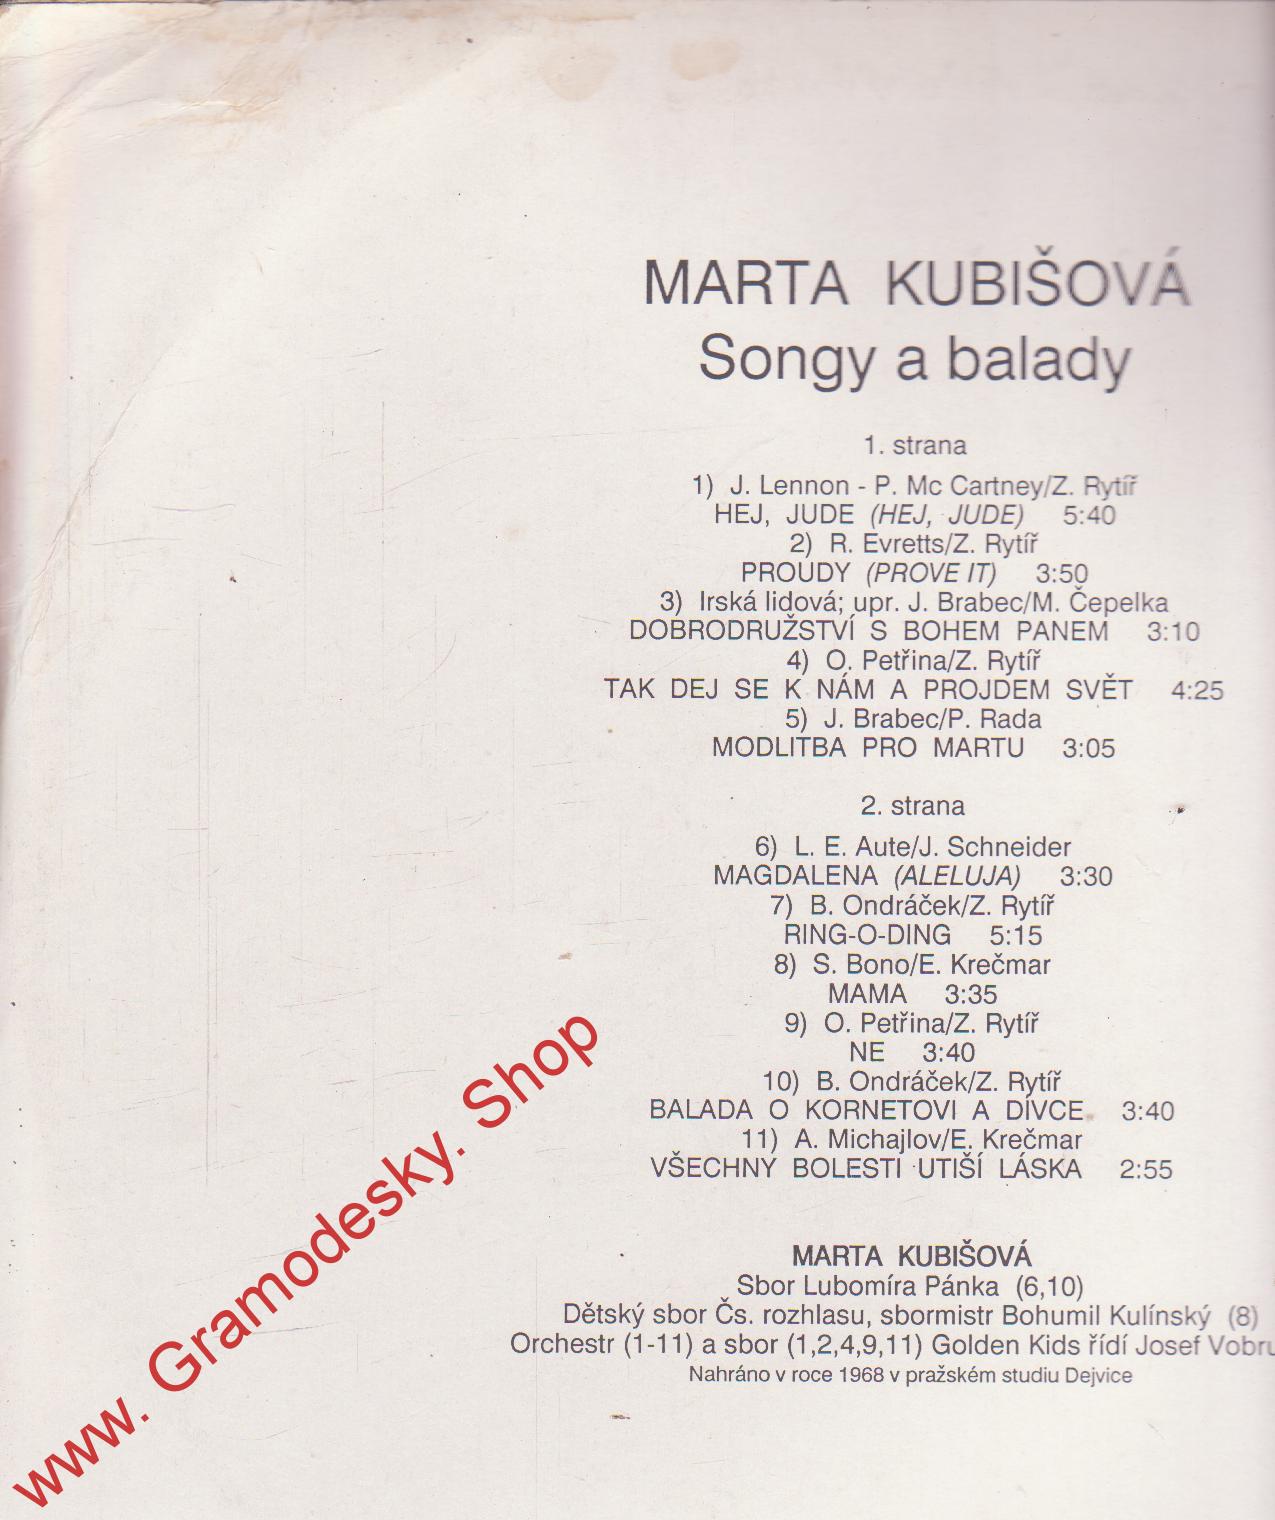 MARTA KUBIŠOVÁ
Songy a balady
1. strana
1) J. Lennon - P. Mc Cartney/Z. Rytíř
HEJ, JUDE (HEJ, JUDE) 5:40
2) R. Evretts/Z. Rytíř
PROUDY (PROVE IT) 3:50
3) Irská lidová; upr. J. Brabec/M. Čepelka
DOBRODRUŽSTVÍ S BOHEM PANEM 3:10
4) O. Petřina/Z. Rytíř
TAK DEJ SE K NÁM A PROJDEM SVĚT 4:25
5) J. Brabec/P. Rada
MODLITBA PRO MARTU 3:05
2. strana
6) L. E. Aute/J. Schneider
MAGDALENA (ALELUJA) 3:30
7) B. Ondráček/Z. Rytíř
RING-O-DING 5:15
8) S. Bono/E. Krečmar
MAMA 3:35
9) O. Petřina/Z. Rytíř
NE 3:40
10) B. Ondráček/Z. Rytíř
BALADA O KORNETOVI A DÍVCE 3:40
11) A. Michajlov/E. Krečmar
VŠECHNY BOLESTI UTIŠÍ LÁSKA 2:55
MARTA KUBIŠOVÁ
Sbor Lubomíra Pánka (6,10)
Dětský sbor Čs. rozhlasu, sbormistr Bohumil Kulínský (8)
Orchestr (1-11) a sbor (1,2,4,9,11) Golden Kids řídí Josef
Nahráno v roce 1968 v pražském studiu Dejvice
www. Gramodesky. Shop